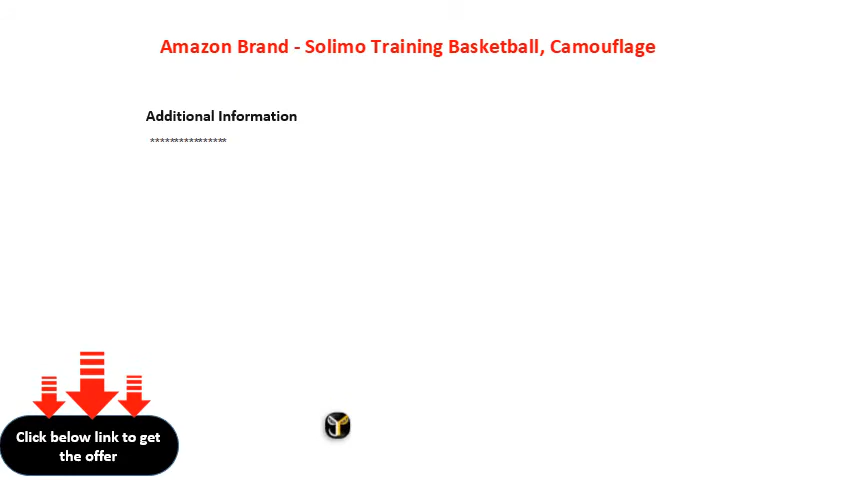 Amazon Brand - Solimo Training Basketball, Camouflage
Additional Information
****************
Click below link to get
the offer